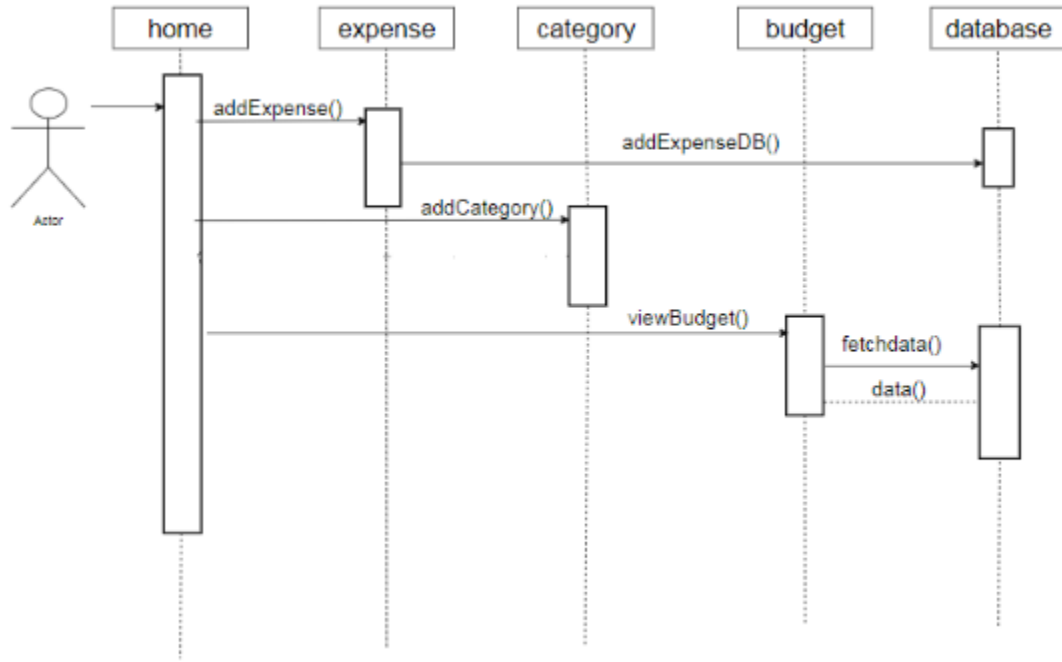 home
expense
category
budget
database
addExpense()
addExpenseDB()
Actor
addCategory()
viewBudget()
fetchdata()
data()